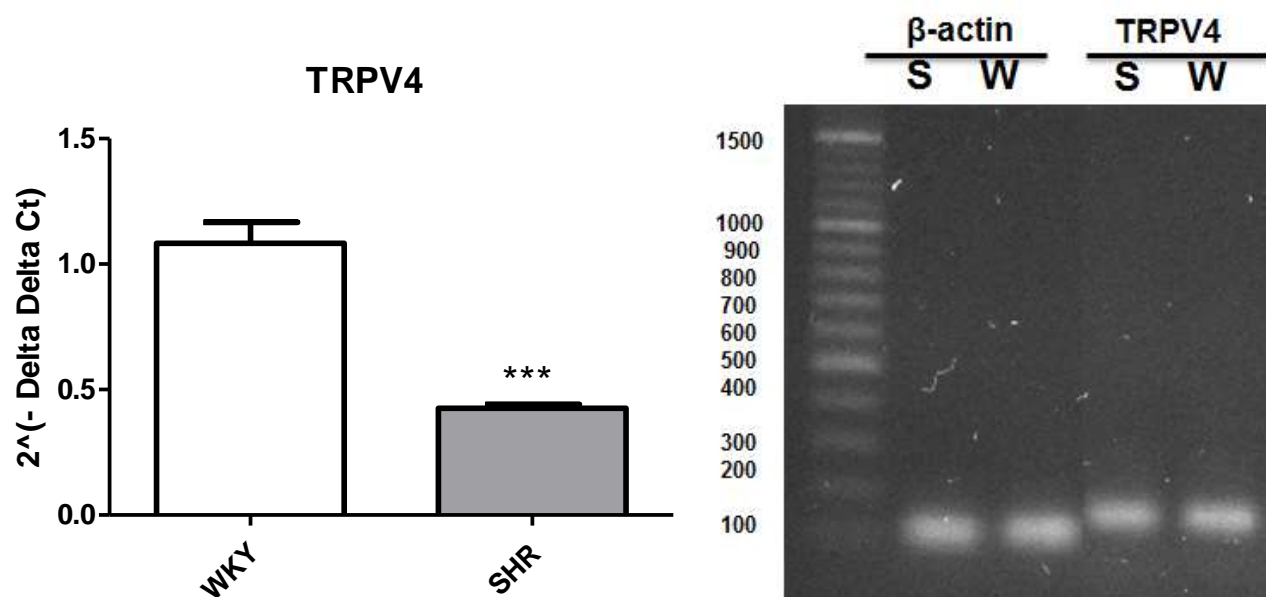 TRPV4
2^(- Delta Delta Ct)
1.5
1.0
0.5
0.0
***
WKY
SHR
β-actin TRPV4
S W S W
1500
1000
900
800
700
600
500
400
300
200
100